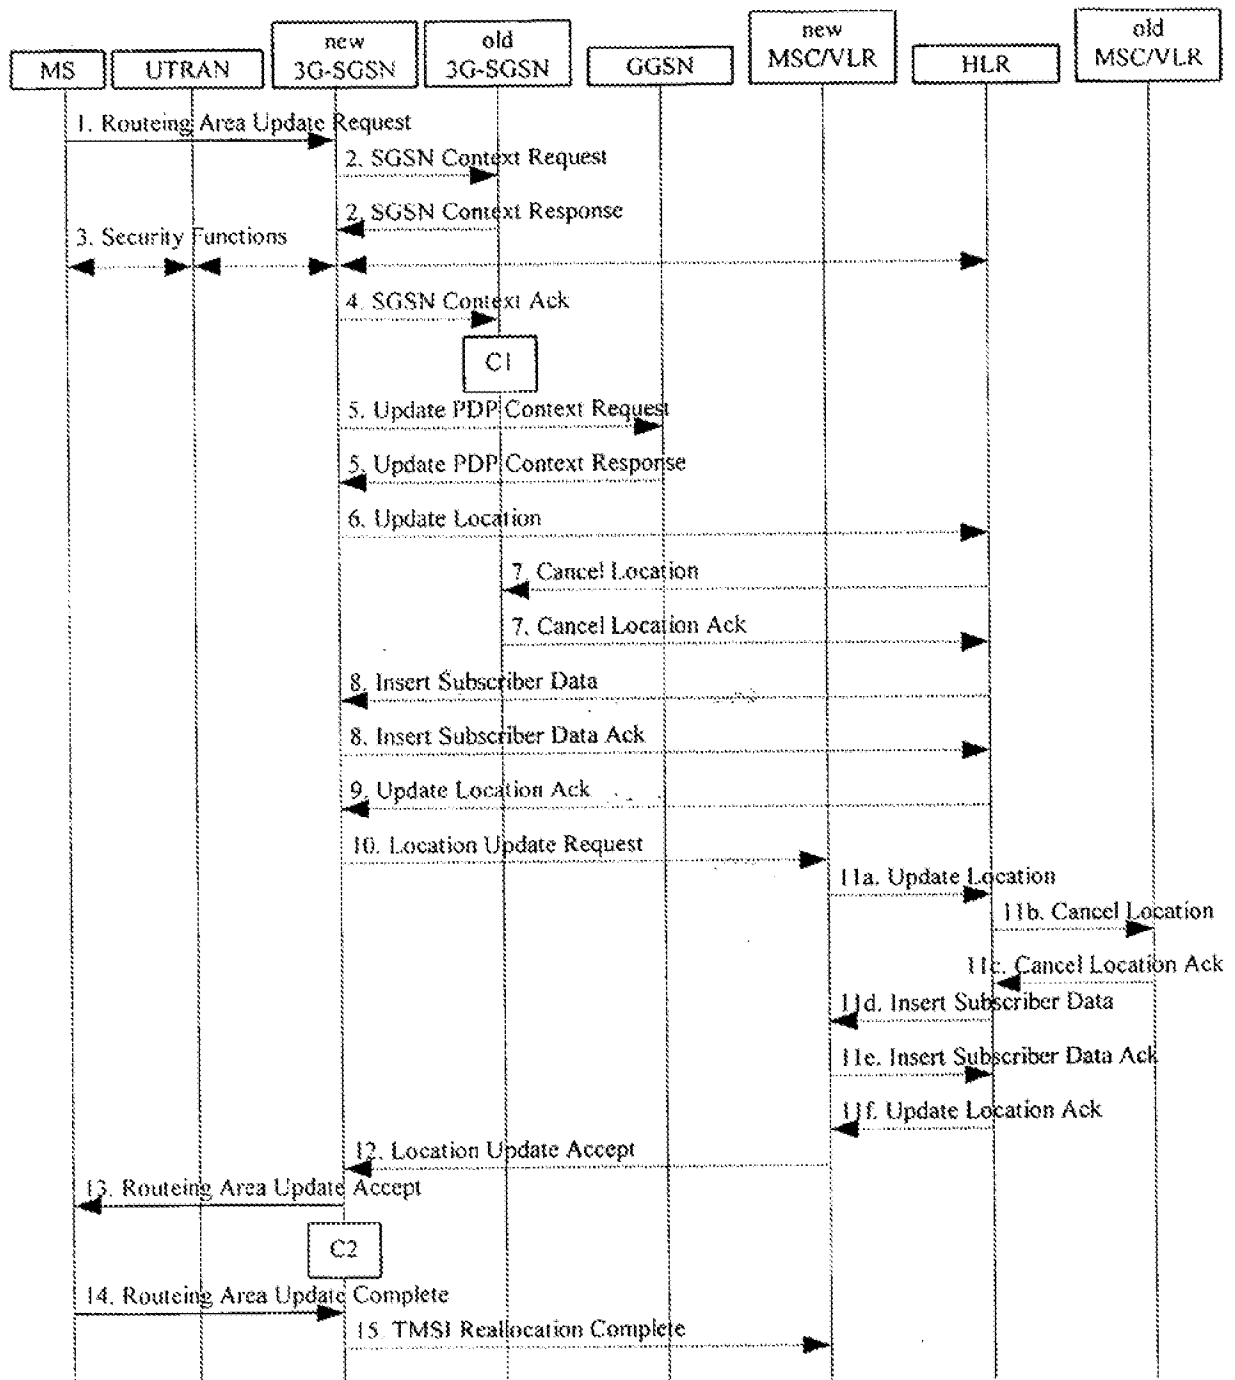 MS
UTRAN
new
3G-SGSN
old
3G-SGSN
GGSN
new
MSC/VLR
HLR
old
MSC/VLR
1. Routeing Area Update Request
2. SGSN Context Request
2. SGSN Context Response
3. Security Functions
4. SGSN Context Ack
C1
5. Update PDP Context Request
5. Update PDP Context Response
6. Update Location
7. Cancel Location
7. Cancel Location Ack
8. Insert Subscriber Data
8. Insert Subscriber Data Ack
9. Update Location Ack
10. Location Update Request
11a. Update Location
11b. Cancel Location
11c. Cancel Location Ack
11d. Insert Subscriber Data
11e. Insert Subscriber Data Ack
11f. Update Location Ack
12. Location Update Accept
13. Routeing Area Update Accept
C2
14. Routeing Area Update Complete
15. TMSI Reallocation Complete